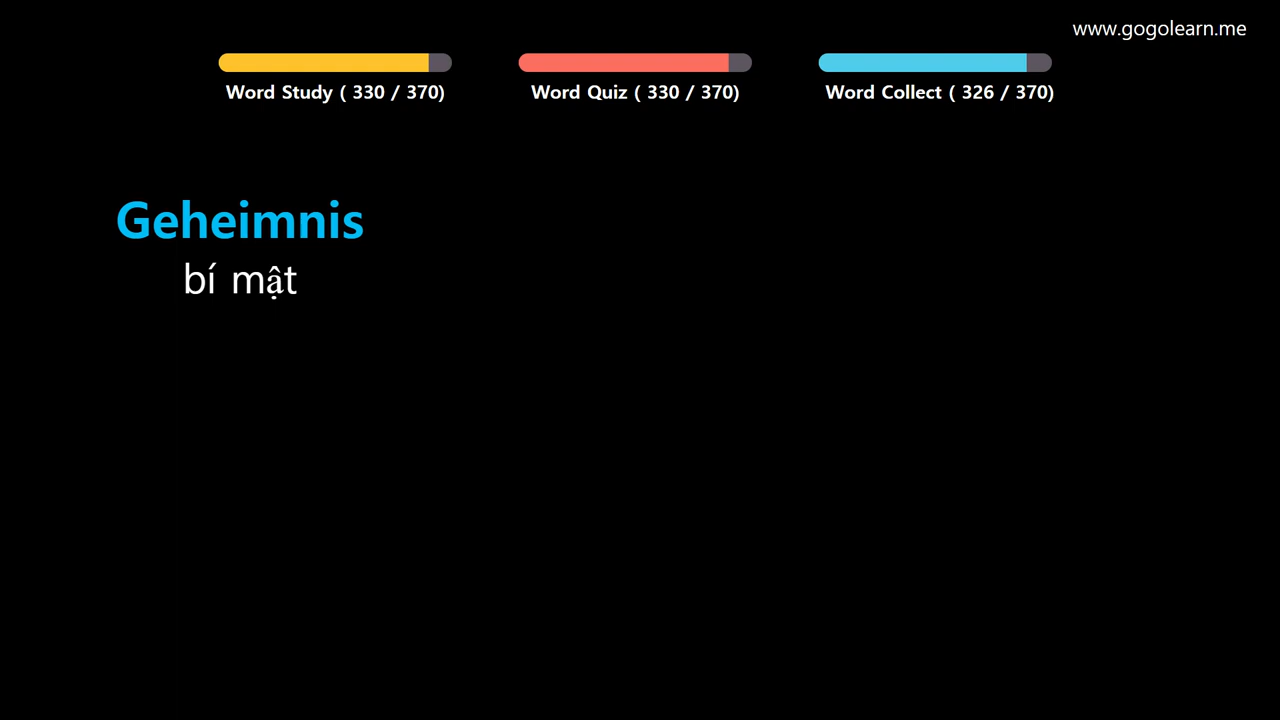 www.gogolearn.me
Word Study ( 330 / 370)
Word Quiz ( 330 / 370)
Word Collect ( 326 / 370)
Geheimnis
bí mật